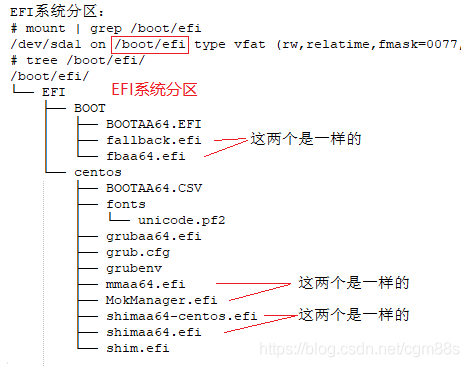 EFI系统分区：
# mount | grep /boot/efi
/dev/sda1 on /boot/efi type vfat (rw,relatime,fmask=0077,
# tree /boot/efi/
/boot/efi/
└── EFI EFI系统分区
├── BOOT
├── BOOTAA64.EFI
├── fallback.efi 这两个是一样的
└── fbaa64.efi
└── centos
├── BOOTAA64.CSV
├── fonts
└── unicode.pf2
├── grubaa64.efi
├── grub.cfg
├── grubenv
├── mmaa64.efi 这两个是一样的
├── MokManager.efi
├── shimaa64-centos.efi 这两个是一样的
├── shimaa64.efi
└── shim.efi
https://blog.csdn.net/cgm88s